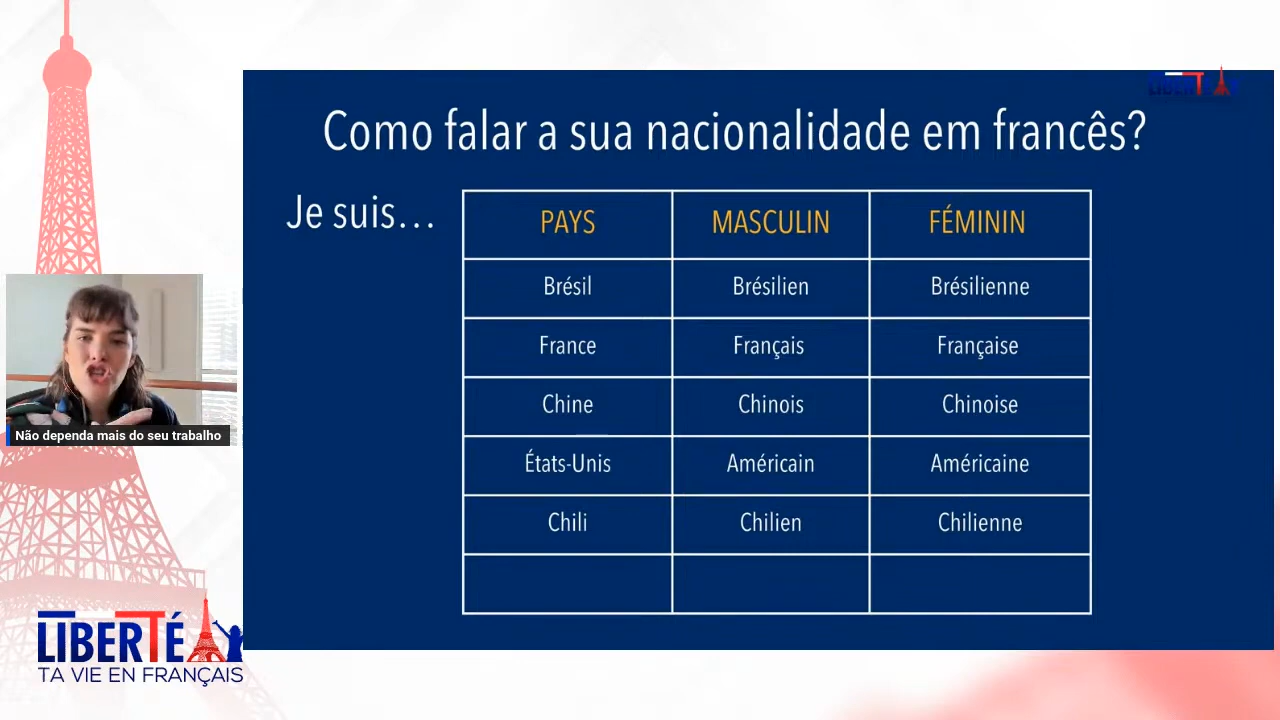 LIBERTÉ
Como falar a sua nacionalidade em francês?
Je suis...
PAYS MASCULIN FÉMININ
Brésil Brésilien Brésilienne
France Français Française
Chine Chinois Chinoise
États-Unis Américain Américaine
Chili Chilien Chilienne
Não dependa mais do seu trabalho
LIBERTÉ
TA VIE EN FRANÇAIS